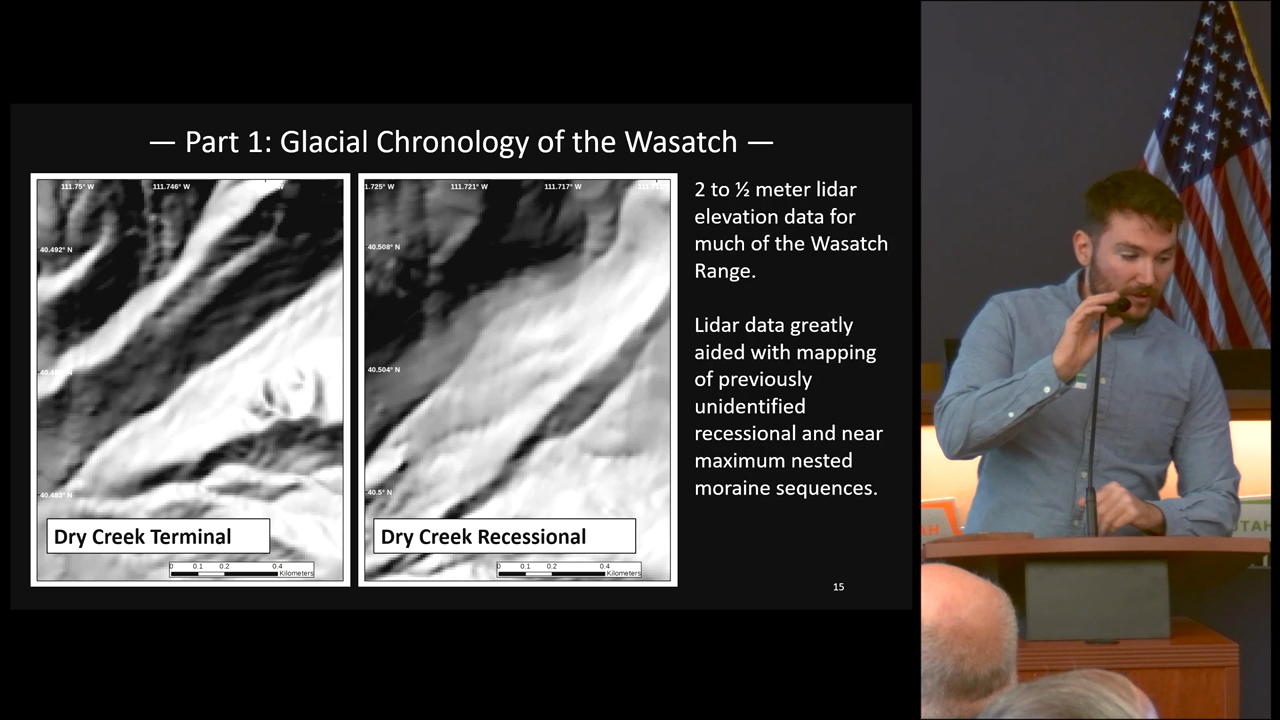 — Part 1: Glacial Chronology of the Wasatch —
111.75° W 111.746° W
40.492° N
40.483° N
Dry Creek Terminal
0 0.1 0.2 0.4
Kilometers
1.725° W 111.721° W 111.717° W
40.508° N
40.504° N
40.5° N
Dry Creek Recessional
0 0.1 0.2 0.4
Kilometers
2 to ½ meter lidar
elevation data for
much of the Wasatch
Range.
Lidar data greatly
aided with mapping
of previously
unidentified
recessional and near
maximum nested
moraine sequences.
15
AH
UTAH